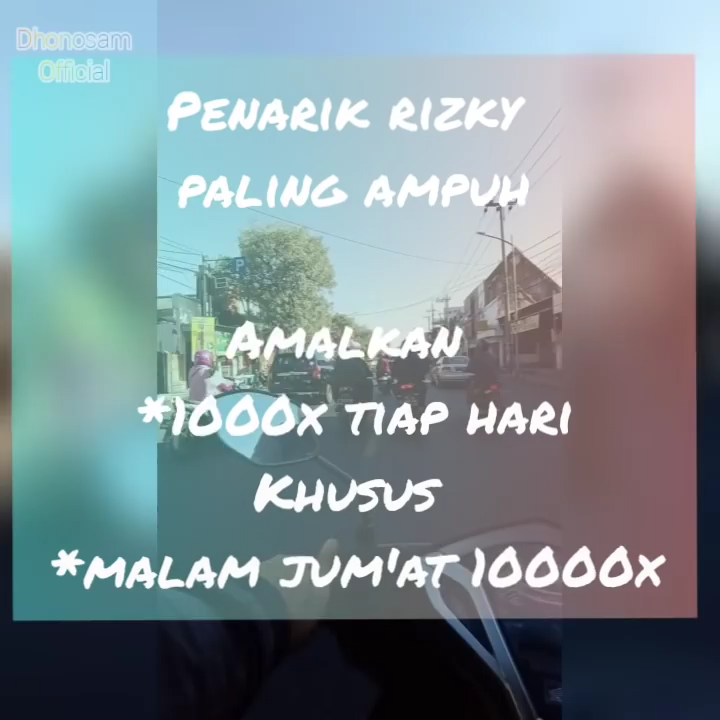 Dhonosam
Official
PENARIK RIZKY
PALING AMPUH
AMALKAN
*1000X TIAP HARI
KHUSUS
*MALAM JUM'AT 10000X
P